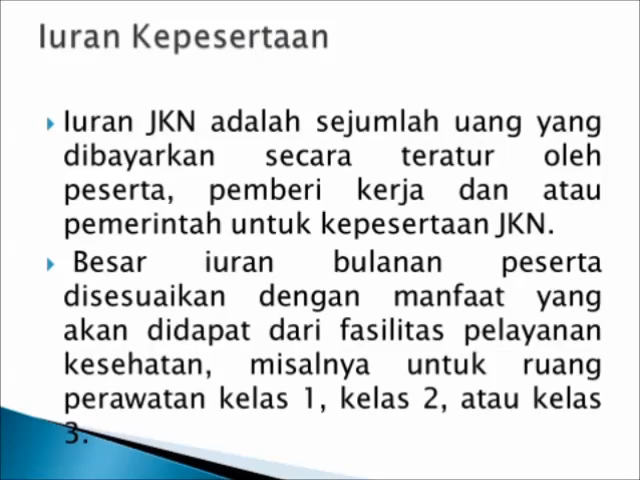 Iuran Kepesertaan
Iuran JKN adalah sejumlah uang yang
dibayarkan secara teratur oleh
peserta, pemberi kerja dan atau
pemerintah untuk kepesertaan JKN.
Besar iuran bulanan peserta
disesuaikan dengan manfaat yang
akan didapat dari fasilitas pelayanan
kesehatan, misalnya untuk ruang
perawatan kelas 1, kelas 2, atau kelas
3.